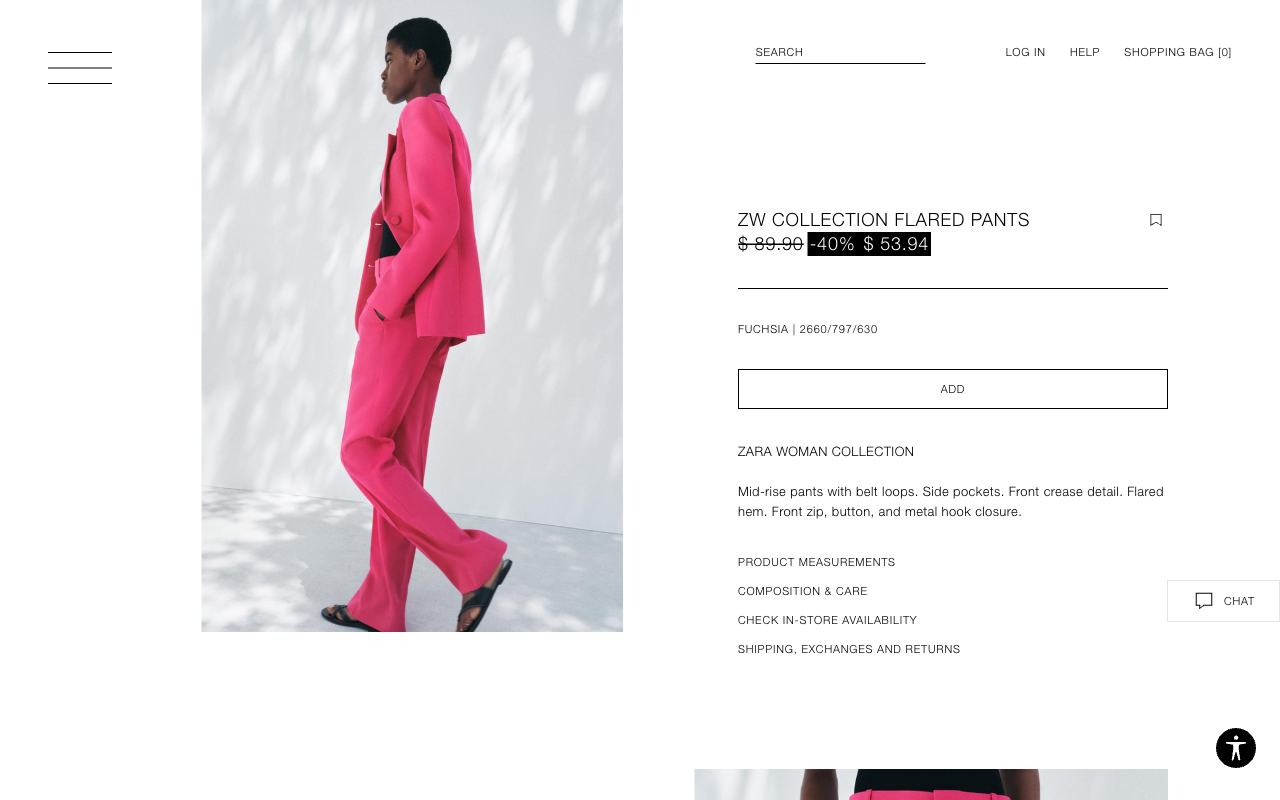 SEARCH
LOG IN
HELP
SHOPPING BAG [0]
ZW COLLECTION FLARED PANTS
$ 89.90 -40% $ 53.94
FUCHSIA | 2660/797/630
ADD
ZARA WOMAN COLLECTION
Mid-rise pants with belt loops. Side pockets. Front crease detail. Flared
hem. Front zip, button, and metal hook closure.
PRODUCT MEASUREMENTS
COMPOSITION & CARE
CHECK IN-STORE AVAILABILITY
SHIPPING, EXCHANGES AND RETURNS
CHAT